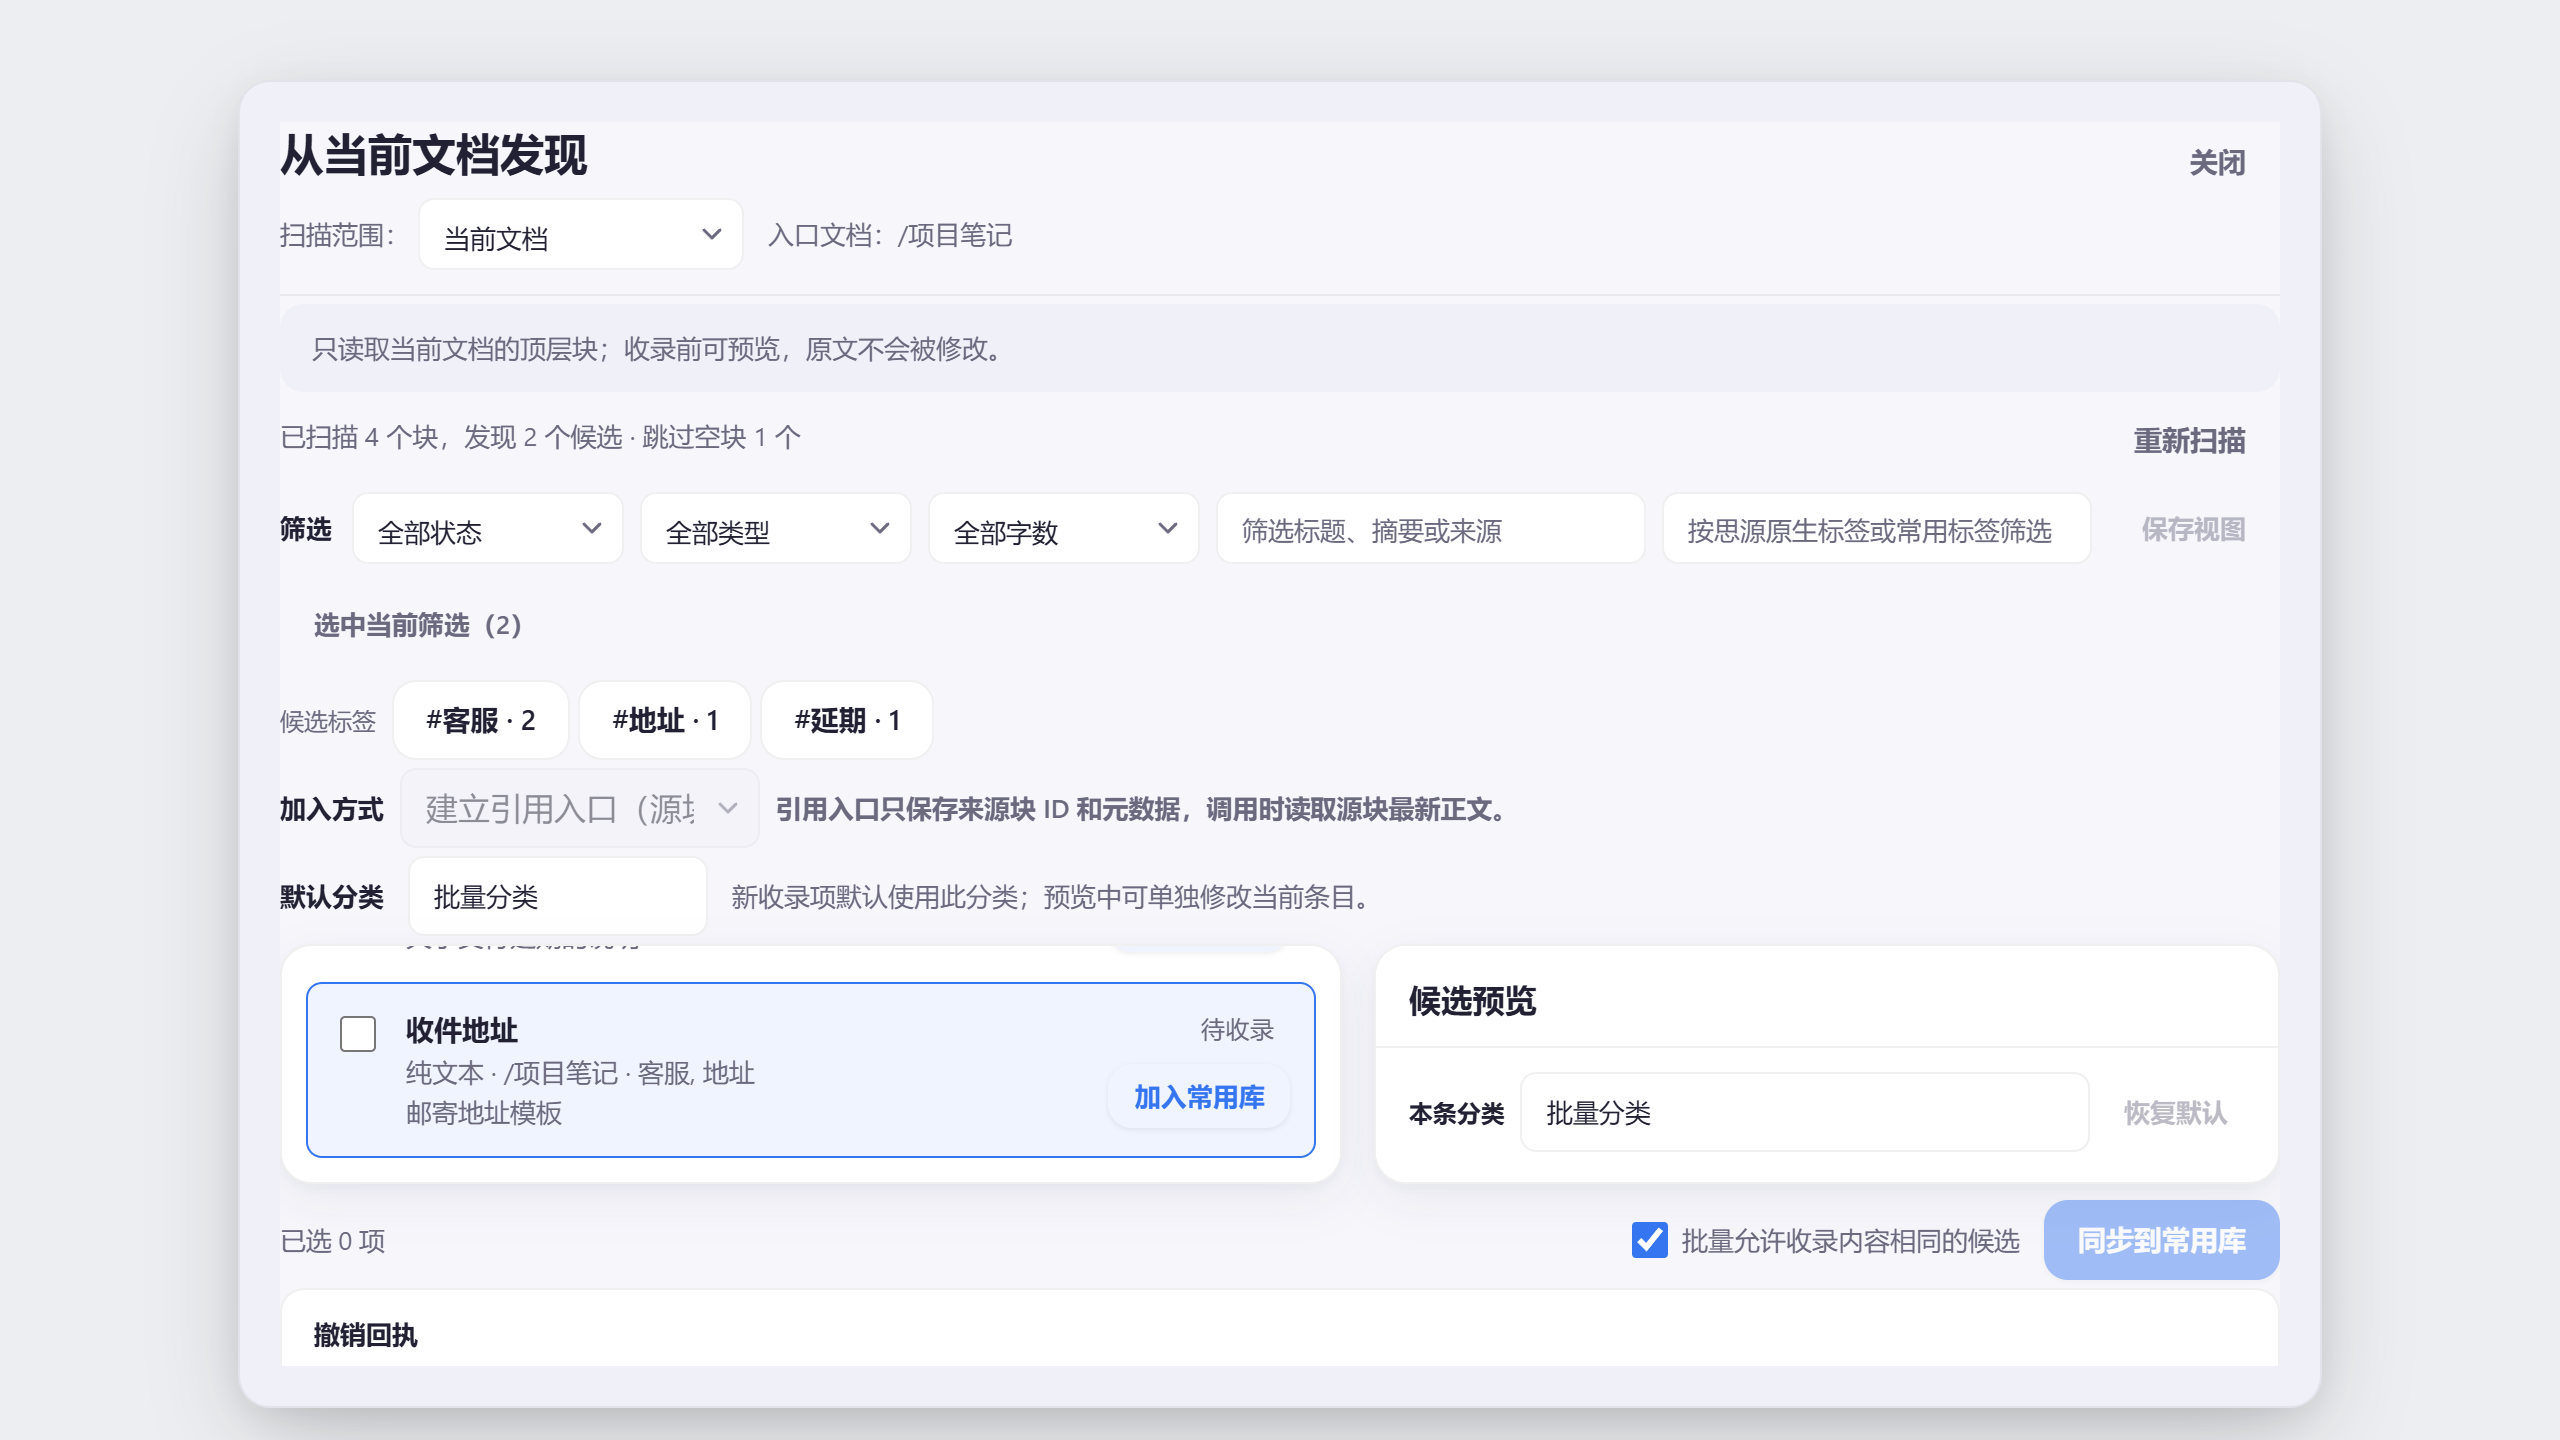 从当前文档发现
关闭
扫描范围：
当前文档
入口文档：/项目笔记
只读取当前文档的顶层块；收录前可预览，原文不会被修改。
已扫描 4 个块，发现 2 个候选 · 跳过空块 1 个
重新扫描
筛选
全部状态
全部类型
全部字数
筛选标题、摘要或来源
按思源原生标签或常用标签筛选
保存视图
选中当前筛选（2）
候选标签
#客服 · 2
#地址 · 1
#延期 · 1
加入方式
建立引用入口（源
引用入口只保存来源块 ID 和元数据，调用时读取源块最新正文。
默认分类
批量分类
新收录项默认使用此分类；预览中可单独修改当前条目。
收件地址
待收录
纯文本 · /项目笔记 · 客服, 地址
邮寄地址模板
加入常用库
候选预览
本条分类
批量分类
恢复默认
已选 0 项
批量允许收录内容相同的候选
同步到常用库
撤销回执